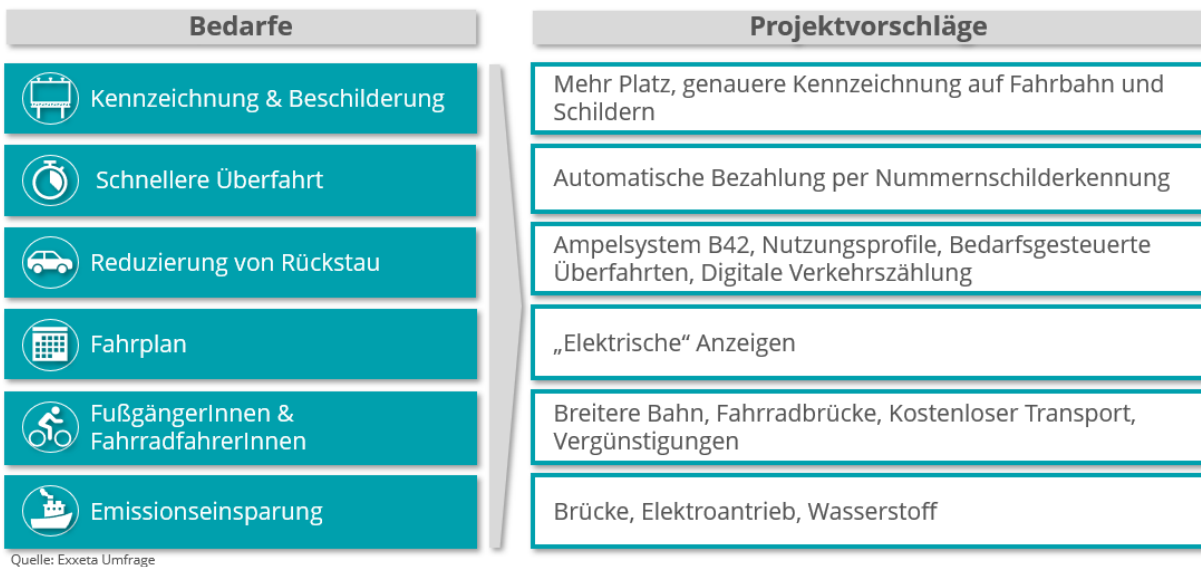 Bedarfe
Projektvorschläge
Kennzeichnung & Beschilderung
Mehr Platz, genauere Kennzeichnung auf Fahrbahn und
Schildern
Schnellere Überfahrt
Automatische Bezahlung per Nummernschilderkennung
Reduzierung von Rückstau
Ampelsystem B42, Nutzungsprofile, Bedarfsgesteuerte
Überfahrten, Digitale Verkehrszählung
Fahrplan
„Elektrische“ Anzeigen
FußgängerInnen &
FahrradfahrerInnen
Breitere Bahn, Fahrradbrücke, Kostenloser Transport,
Vergünstigungen
Emissionseinsparung
Brücke, Elektroantrieb, Wasserstoff
Quelle: Exxeta Umfrage